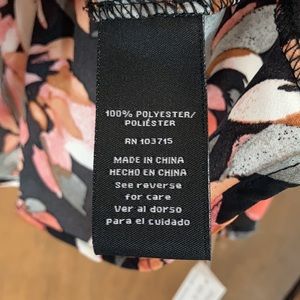 100% POLYESTER/
POLIÉSTER
RN 103715
MADE IN CHINA
HECHO EN CHINA
See reverse
for care
Ver al dorso
para el cuidado